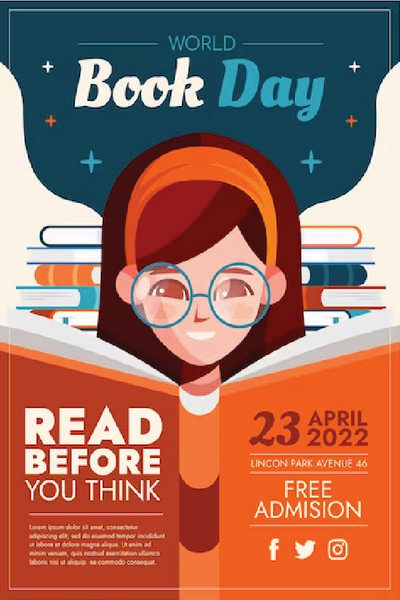 WORLD
Book Day
READ
BEFORE
YOU THINK
Lorem ipsum dolor sit amet, consectetur
adipiscing elit, sed do eiusmod tempor incididunt
ut labore et dolore magna aliqua. Ut enim ad
minim veniam, quis nostrud exercitation ullamco
laboris nisi ut aliquip ex ea commodo consequat.
23 APRIL
2022
LINCON PARK AVENUE 46
FREE
ADMISION